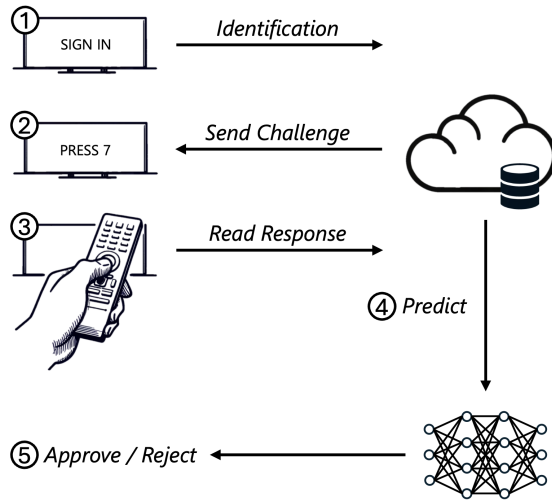 1
SIGN IN
Identification
2
PRESS 7
Send Challenge
3
Read Response
4 Predict
5 Approve / Reject